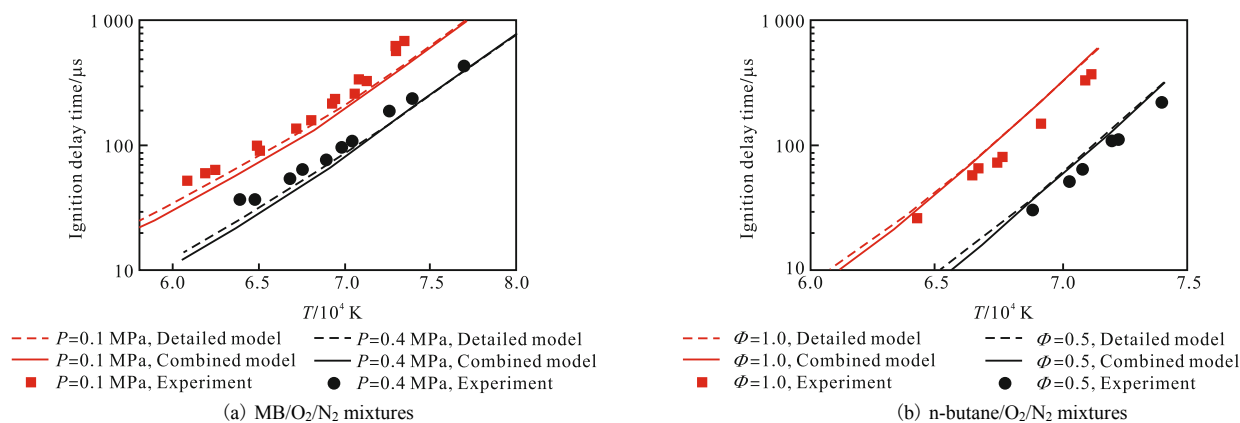 1 000
100
10
Ignition delay time/μs
6.0 6.5 7.0 7.5 8.0
T/10⁴ K
P=0.1 MPa, Detailed model
P=0.1 MPa, Combined model
P=0.1 MPa, Experiment
P=0.4 MPa, Detailed model
P=0.4 MPa, Combined model
P=0.4 MPa, Experiment
(a) MB/O₂/N₂ mixtures
1 000
100
10
Ignition delay time/μs
6.0 6.5 7.0 7.5
T/10⁴ K
Φ=1.0, Detailed model
Φ=1.0, Combined model
Φ=1.0, Experiment
Φ=0.5, Detailed model
Φ=0.5, Combined model
Φ=0.5, Experiment
(b) n-butane/O₂/N₂ mixtures